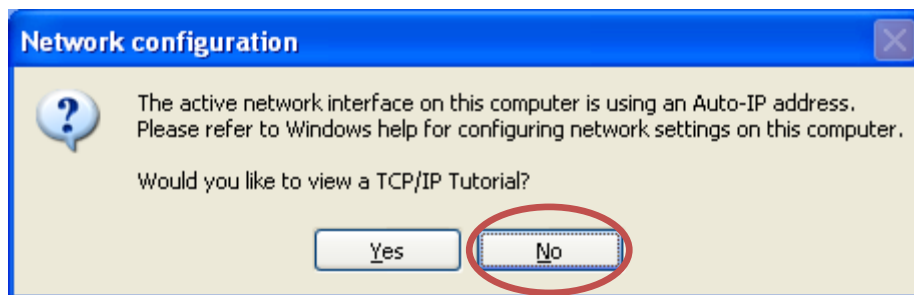 Network configuration
The active network interface on this computer is using an Auto-IP address.
Please refer to Windows help for configuring network settings on this computer.
Would you like to view a TCP/IP Tutorial?
Yes
No